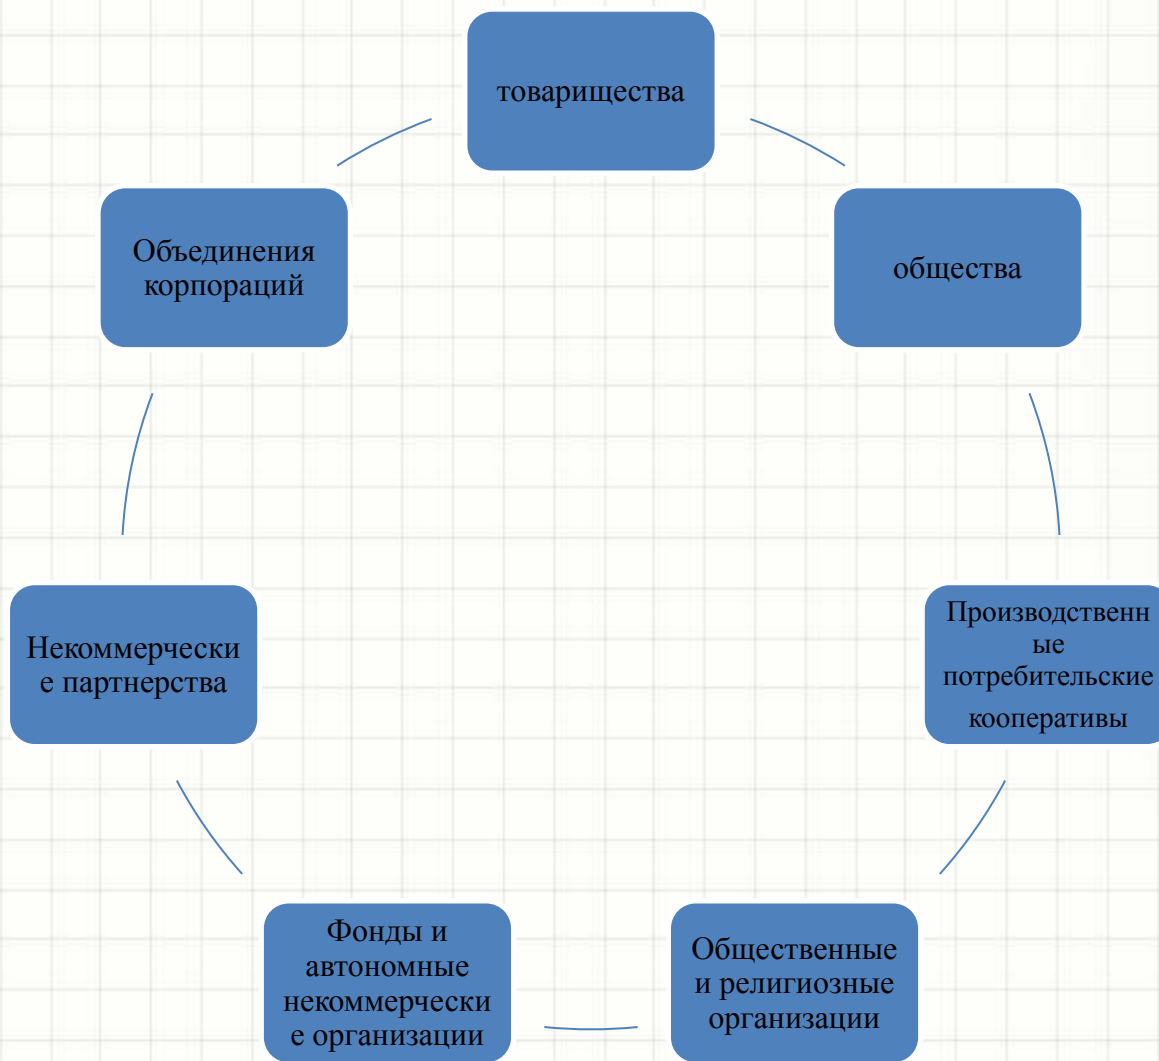 товарищества
общества
Производственн
ые
потребительские
кооперативы
Общественные
и религиозные
организации
Фонды и
автономные
некоммерчески
е организации
Некоммерчески
е партнерства
Объединения
корпораций